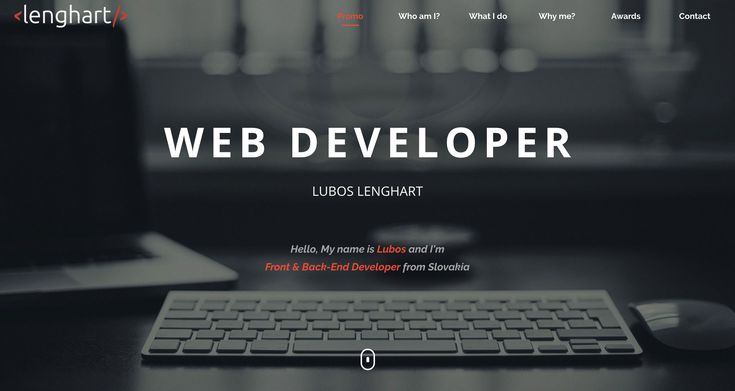 <lenghart/>
Promo Who am I? What I do Why me? Awards Contact
WEB DEVELOPER
LUBOS LENGHART
Hello, My name is Lubos and I'm
Front & Back-End Developer from Slovakia